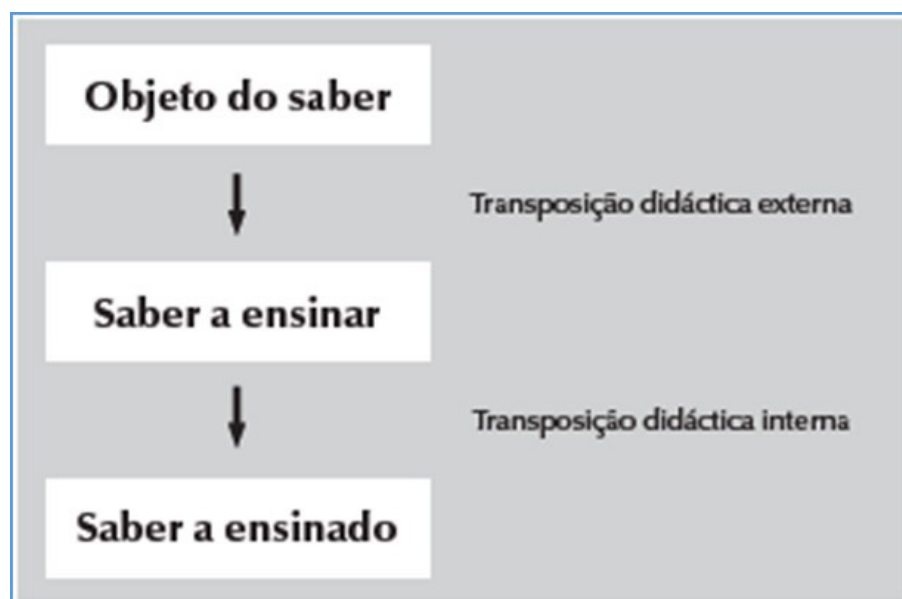 Objeto do saber
Transposição didáctica externa
Saber a ensinar
Transposição didáctica interna
Saber a ensinado